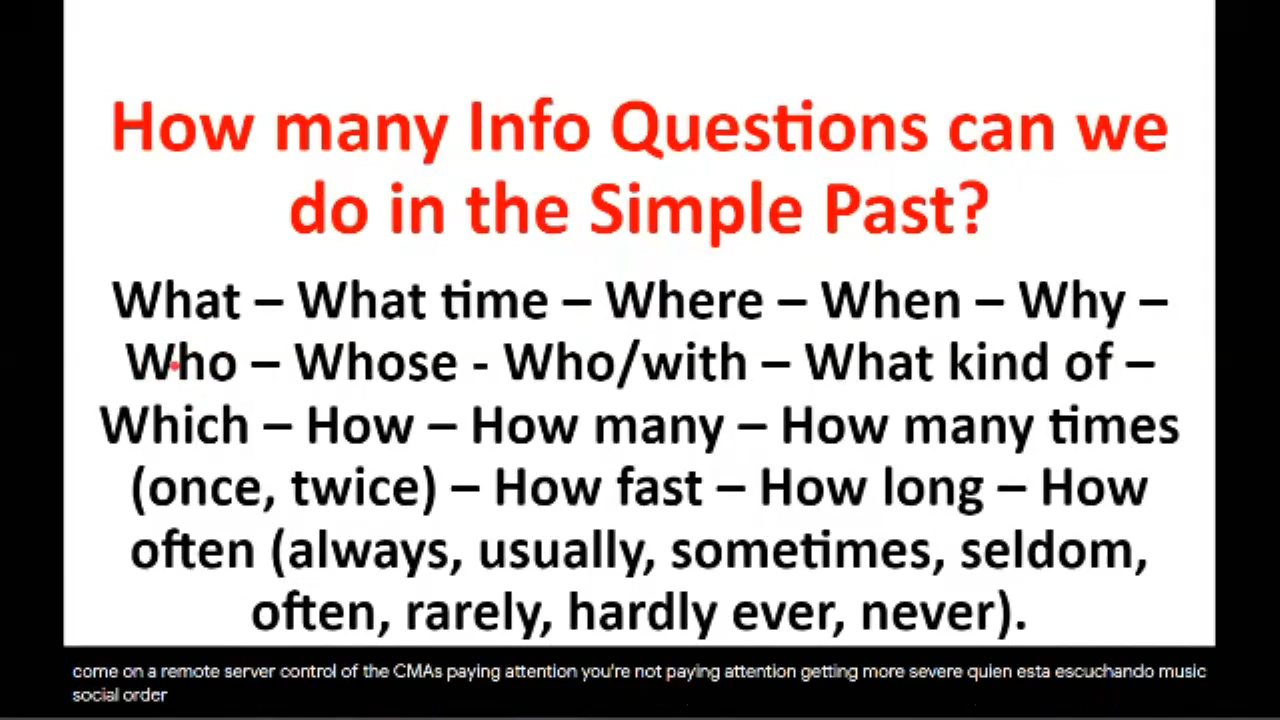 How many Info Questions can we
do in the Simple Past?
What – What time – Where – When – Why –
Who – Whose - Who/with – What kind of –
Which – How – How many – How many times
(once, twice) – How fast – How long – How
often (always, usually, sometimes, seldom,
often, rarely, hardly ever, never).
come on a remote server control of the CMAs paying attention you're not paying attention getting more severe quien esta escuchando music
social order